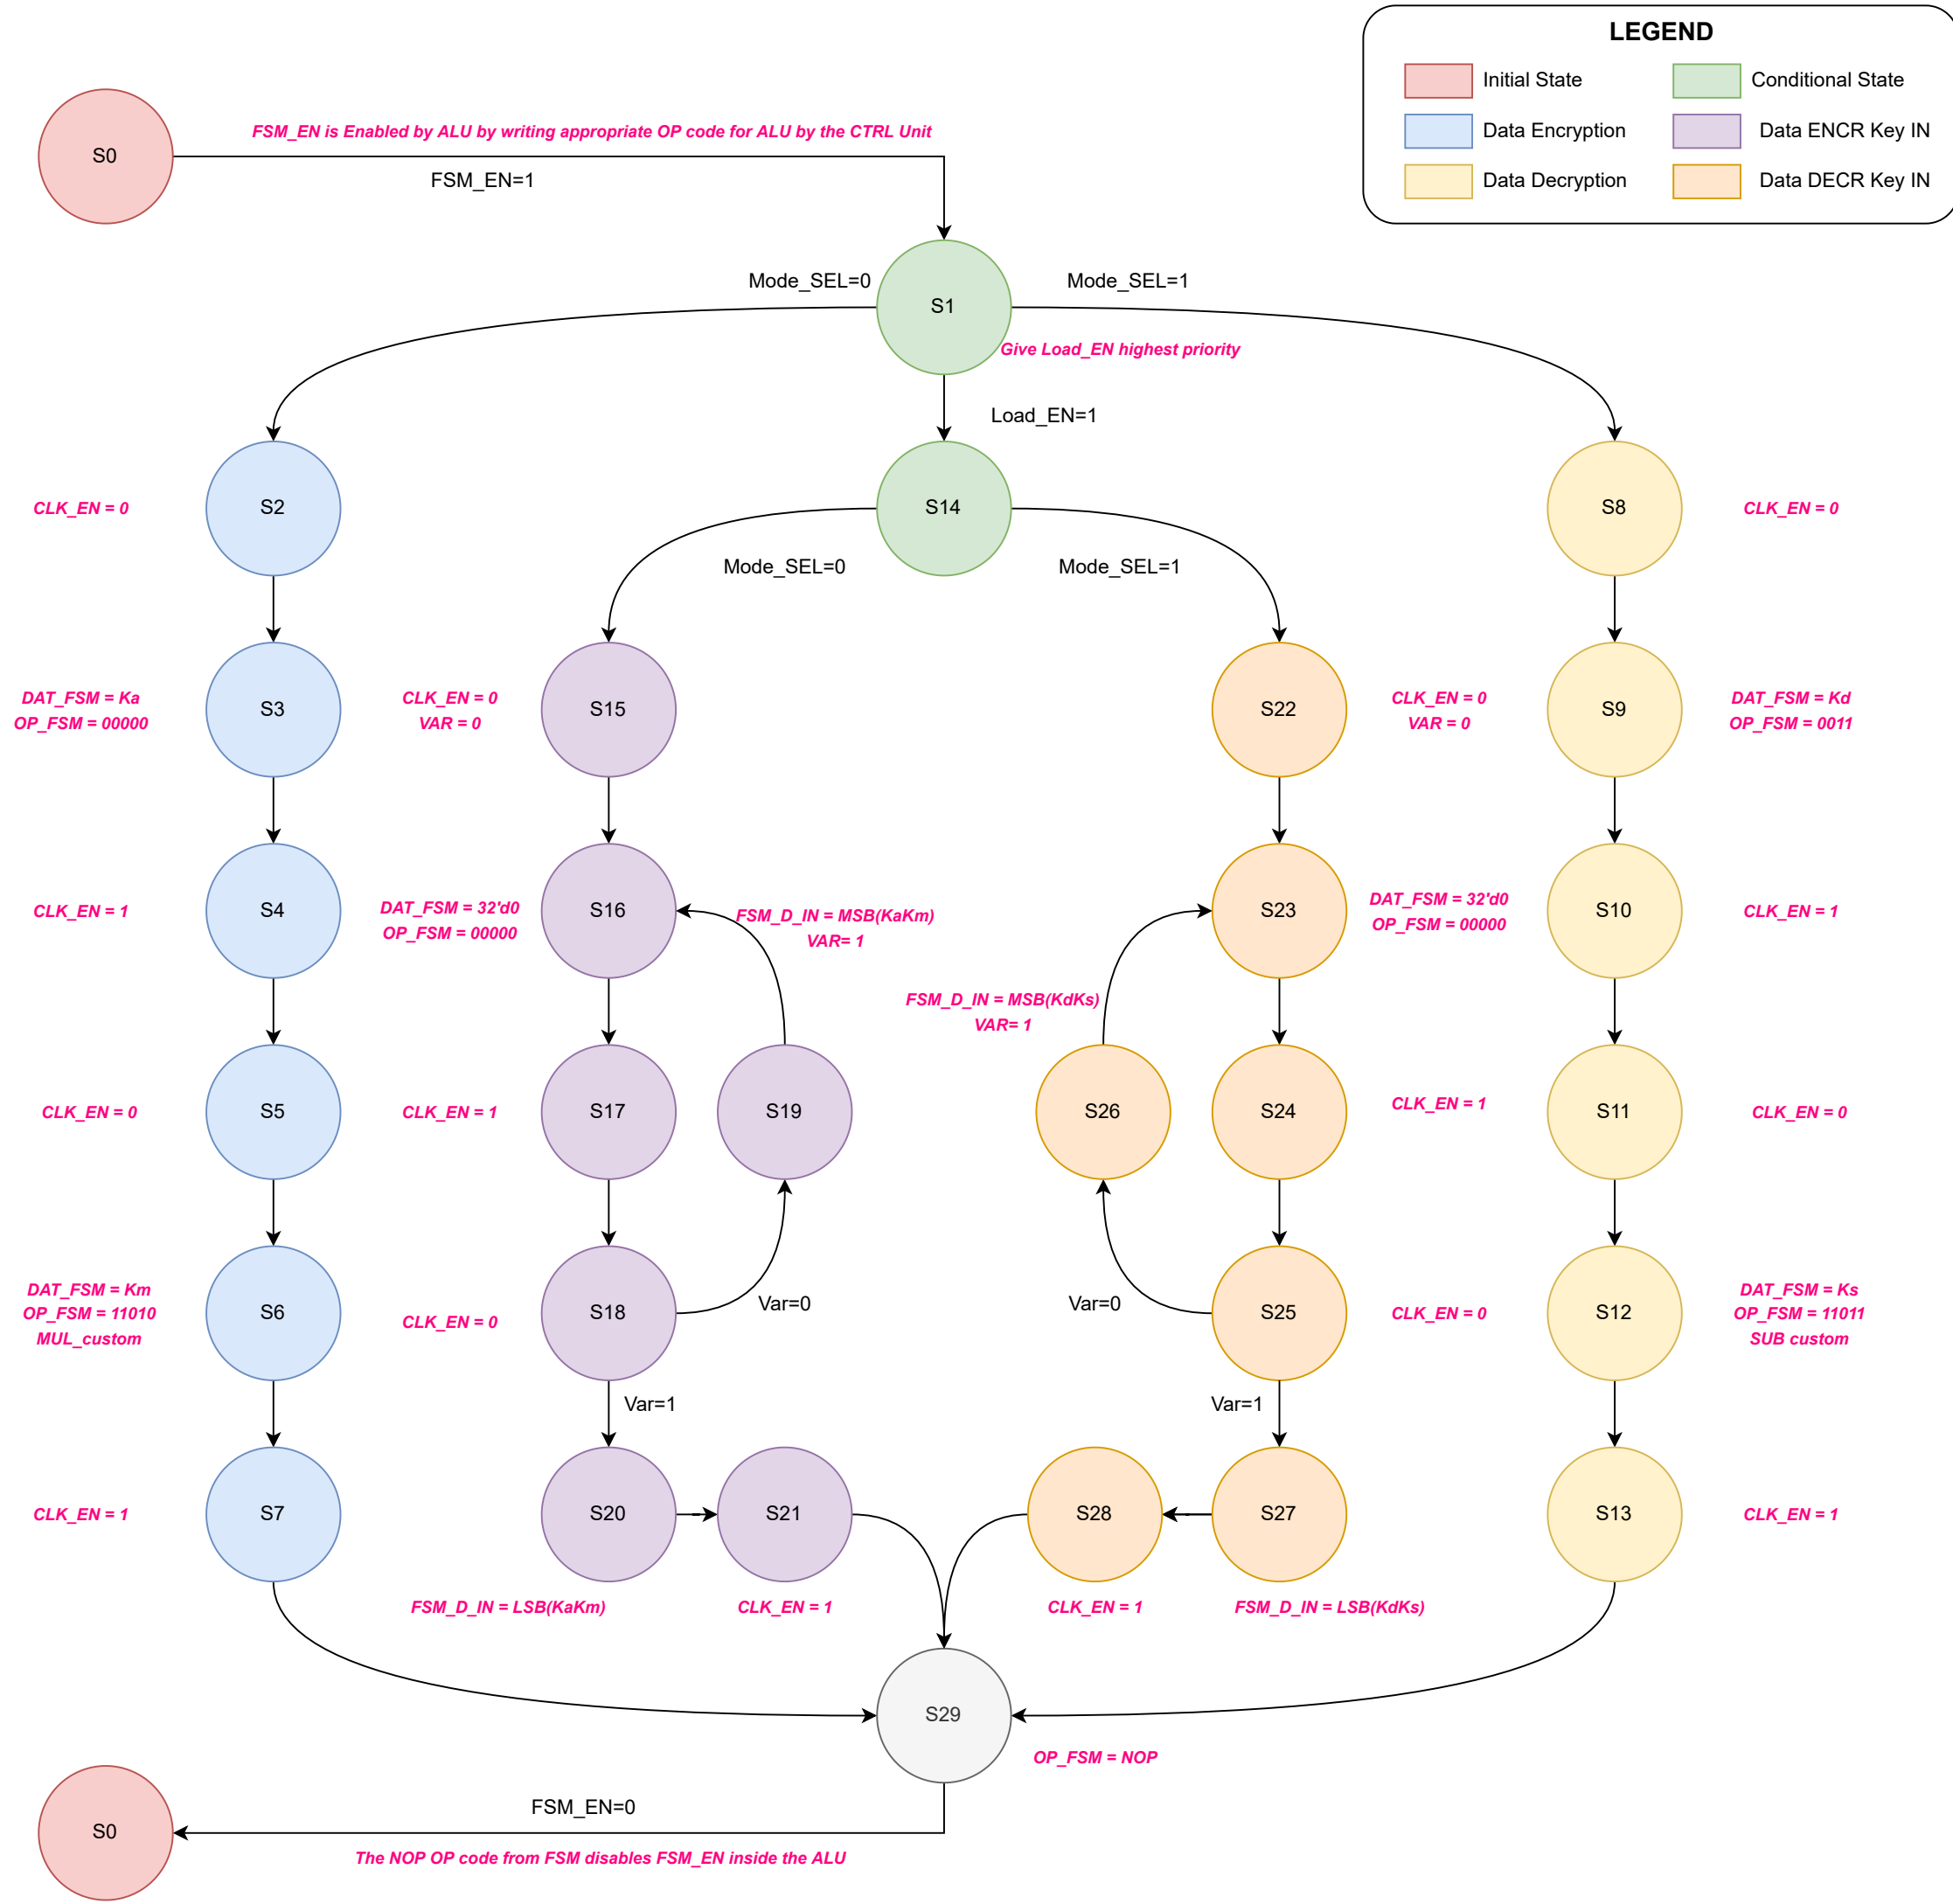 LEGEND
Initial State
Conditional State
Data Encryption
Data ENCR Key IN
Data Decryption
Data DECR Key IN
S0
FSM_EN is Enabled by ALU by writing appropriate OP code for ALU by the CTRL Unit
FSM_EN=1
Mode_SEL=0
S1
Mode_SEL=1
Give Load_EN highest priority
Load_EN=1
CLK_EN = 0
S2
S14
S8
CLK_EN = 0
Mode_SEL=0
Mode_SEL=1
DAT_FSM = Ka
OP_FSM = 00000
S3
CLK_EN = 0
VAR = 0
S15
S22
CLK_EN = 0
VAR = 0
S9
DAT_FSM = Kd
OP_FSM = 0011
CLK_EN = 1
S4
DAT_FSM = 32'd0
OP_FSM = 00000
S16
FSM_D_IN = MSB(KaKm)
VAR= 1
S23
DAT_FSM = 32'd0
OP_FSM = 00000
S10
CLK_EN = 1
FSM_D_IN = MSB(KdKs)
VAR= 1
CLK_EN = 0
S5
CLK_EN = 1
S17
S19
S26
S24
CLK_EN = 1
S11
CLK_EN = 0
DAT_FSM = Km
OP_FSM = 11010
MUL_custom
S6
CLK_EN = 0
S18
Var=0
Var=0
S25
CLK_EN = 0
S12
DAT_FSM = Ks
OP_FSM = 11011
SUB custom
Var=1
Var=1
CLK_EN = 1
S7
S20
S21
S28
S27
S13
CLK_EN = 1
FSM_D_IN = LSB(KaKm)
CLK_EN = 1
CLK_EN = 1
FSM_D_IN = LSB(KdKs)
S29
OP_FSM = NOP
FSM_EN=0
S0
The NOP OP code from FSM disables FSM_EN inside the ALU